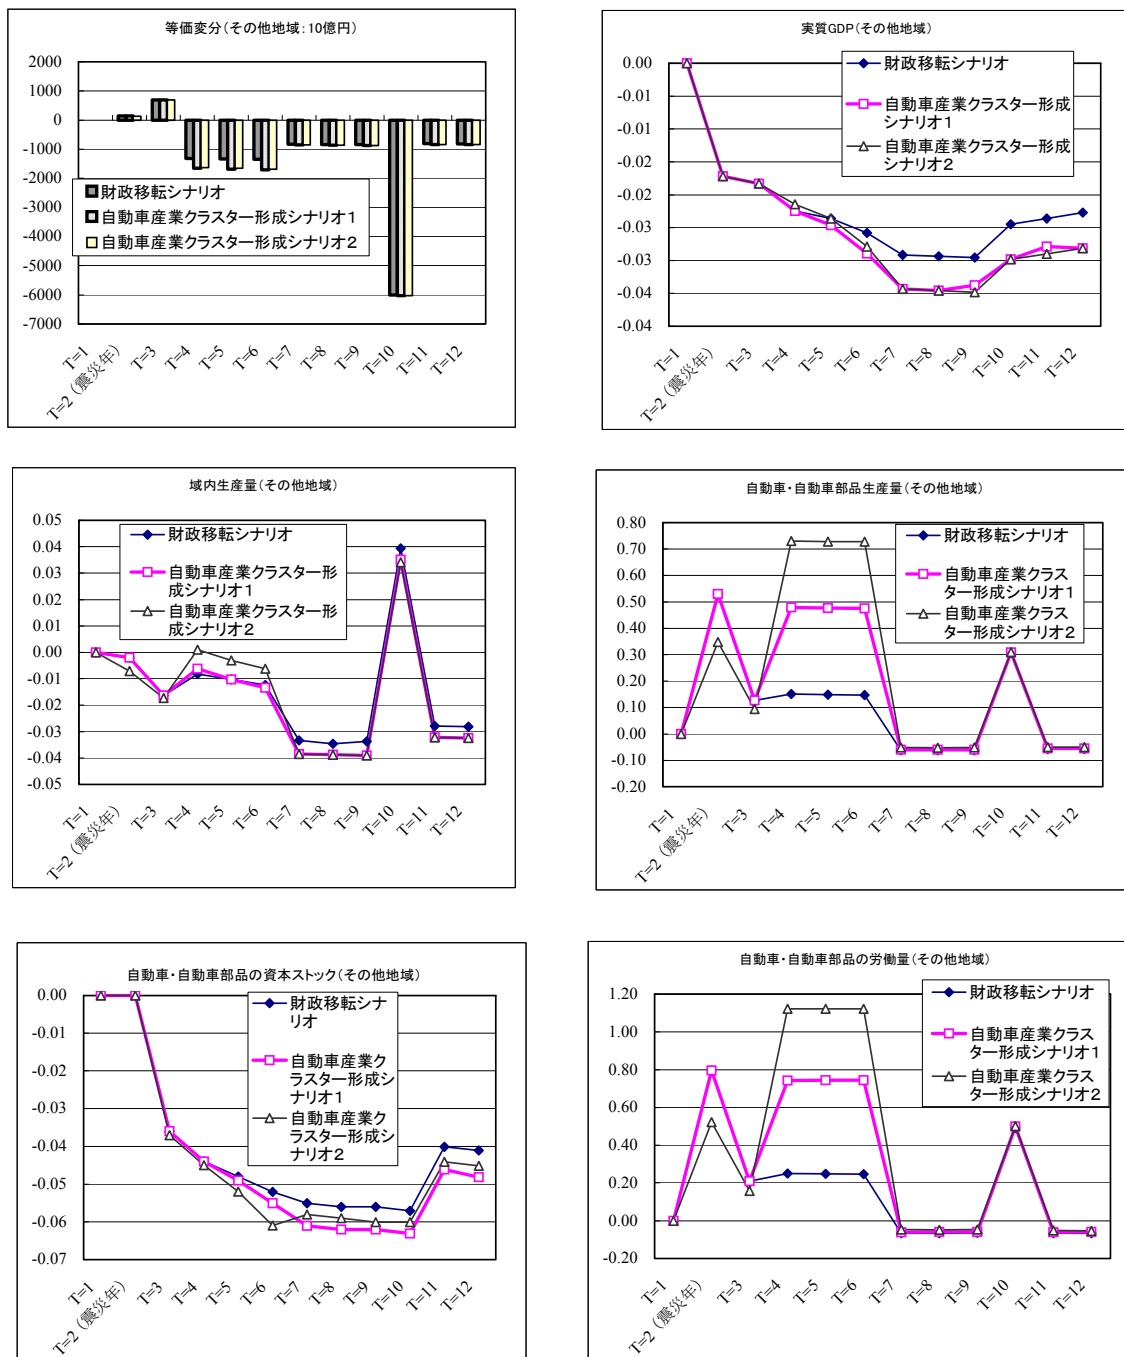 等価変分(その他地域:10億円)
2000
1000
0
-1000
-2000
-3000
-4000
-5000
-6000
-7000
財政移転シナリオ
自動車産業クラスター形成シナリオ1
自動車産業クラスター形成シナリオ2
T=1
T=2 (震災年)
T=3
T=4
T=5
T=6
T=7
T=8
T=9
T=10
T=11
T=12
実質GDP(その他地域)
0.00
-0.01
-0.01
-0.02
-0.02
-0.03
-0.03
-0.04
-0.04
財政移転シナリオ
自動車産業クラスター形成
シナリオ1
自動車産業クラスター形成
シナリオ2
T=1
T=2 (震災年)
T=3
T=4
T=5
T=6
T=7
T=8
T=9
T=10
T=11
T=12
域内生産量(その他地域)
0.05
0.04
0.03
0.02
0.01
0.00
-0.01
-0.02
-0.03
-0.04
-0.05
財政移転シナリオ
自動車産業クラスター形
成シナリオ1
自動車産業クラスター形
成シナリオ2
T=1
T=2 (震災年)
T=3
T=4
T=5
T=6
T=7
T=8
T=9
T=10
T=11
T=12
自動車・自動車部品生産量(その他地域)
0.80
0.70
0.60
0.50
0.40
0.30
0.20
0.10
0.00
-0.10
-0.20
財政移転シナリオ
自動車産業クラス
ター形成シナリオ1
自動車産業クラス
ター形成シナリオ2
T=1
T=2 (震災年)
T=3
T=4
T=5
T=6
T=7
T=8
T=9
T=10
T=11
T=12
自動車・自動車部品の資本ストック(その他地域)
0.00
-0.01
-0.02
-0.03
-0.04
-0.05
-0.06
-0.07
財政移転シナ
リオ
自動車産業ク
ラスター形成シ
ナリオ1
自動車産業ク
ラスター形成シ
ナリオ2
T=1
T=2 (震災年)
T=3
T=4
T=5
T=6
T=7
T=8
T=9
T=10
T=11
T=12
自動車・自動車部品の労働量(その他地域)
1.20
1.00
0.80
0.60
0.40
0.20
0.00
-0.20
財政移転シナリオ
自動車産業クラス
ター形成シナリオ1
自動車産業クラス
ター形成シナリオ2
T=1
T=2 (震災年)
T=3
T=4
T=5
T=6
T=7
T=8
T=9
T=10
T=11
T=12